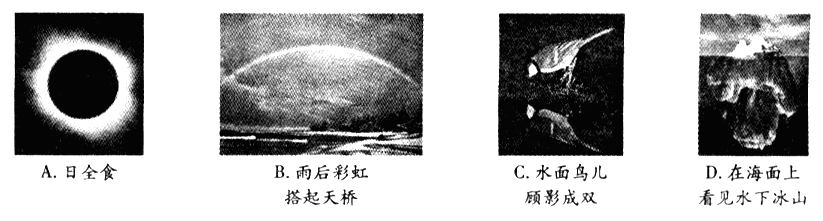 A. 日全食
B. 雨后彩虹
搭起天桥
C. 水面鸟儿
顾影成双
D. 在海面上
看见水下冰山